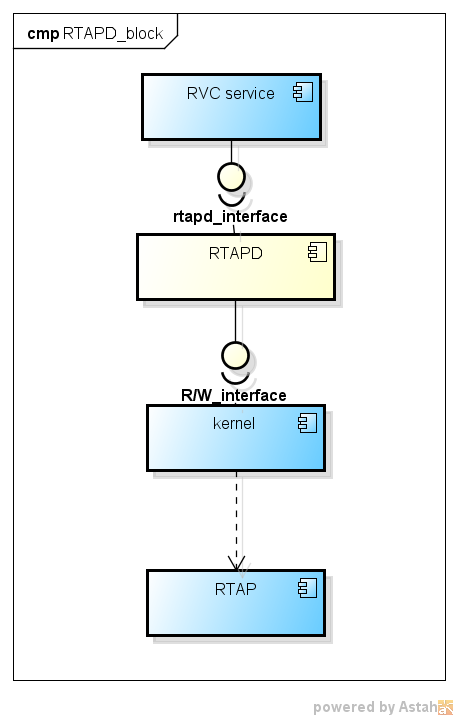 cmp RTAPD_block
RVC service
rtapd_interface
RTAPD
R/W_interface
kernel
RTAP
powered by Astah